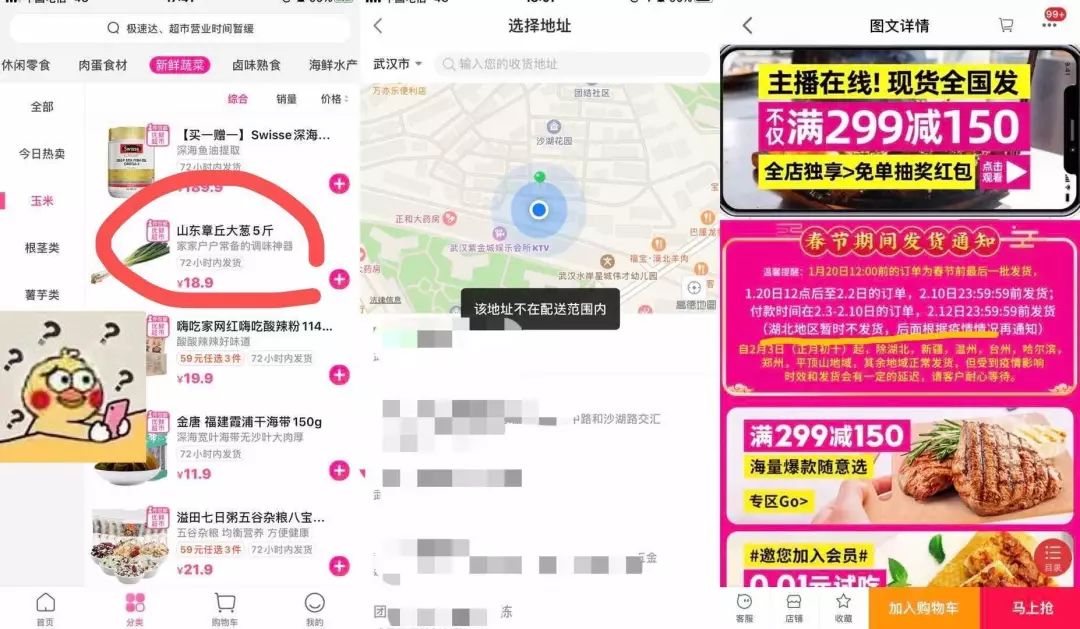 极速达、超市营业时间暂缓
休闲零食
肉蛋食材
新鲜蔬菜
卤味熟食
海鲜水产
全部
今日热卖
玉米
根茎类
薯芋类
综合
销量
价格
【买一赠一】Swisse深海...
深海鱼油提取
72小时内发货
山东章丘大葱5斤
家家户户常备的调味神器
72小时内发货
¥18.9
嗨吃家网红嗨吃酸辣粉114...
酸酸辣辣好味道
59元任选3件
72小时内发货
¥19.9
金唐 福建霞浦干海带150g
深海宽叶海带无沙叶大肉厚
72小时内发货
¥11.9
溢田七日粥五谷杂粮八宝...
五谷杂粮 均衡营养 方便健康
59元任选3件
72小时内发货
¥21.9
首页
分类
购物车
我的
选择地址
武汉市
输入您的收货地址
万亦乐便利店
团结社区
沙湖花园
正和大药房
武汉紫金城娱乐会所KTV
福宝·漠北羊肉
武汉水岸星城伟才幼儿园
法律信息
高德地图
该地址不在配送范围内
路和沙湖路交汇
团
冻
图文详情
99+
主播在线! 现货全国发
不仅满299减150
全店独享>免单抽奖红包
点击观看
春节期间发货通知
温馨提醒:1月20日12:00前的订单为春节前最后一批发货,
1.20日12点后至2.2日的订单,2.10日23:59:59前发货;
付款时间在2.3-2.10日的订单,2.12日23:59:59前发货
(湖北地区暂时不发货,后面根据疫情情况再通知)
自2月3日(正月初十)起,除湖北,新疆,温州,台州,哈尔滨,
郑州,平顶山地域,其余地域正常发货,但受到疫情影响
时效和发货会有一定的延迟,请客户耐心等待。
满299减150
海量爆款随意选
专区Go>
#邀您加入会员#
0.01元试吃
目录
客服
店铺
收藏
加入购物车
马上抢